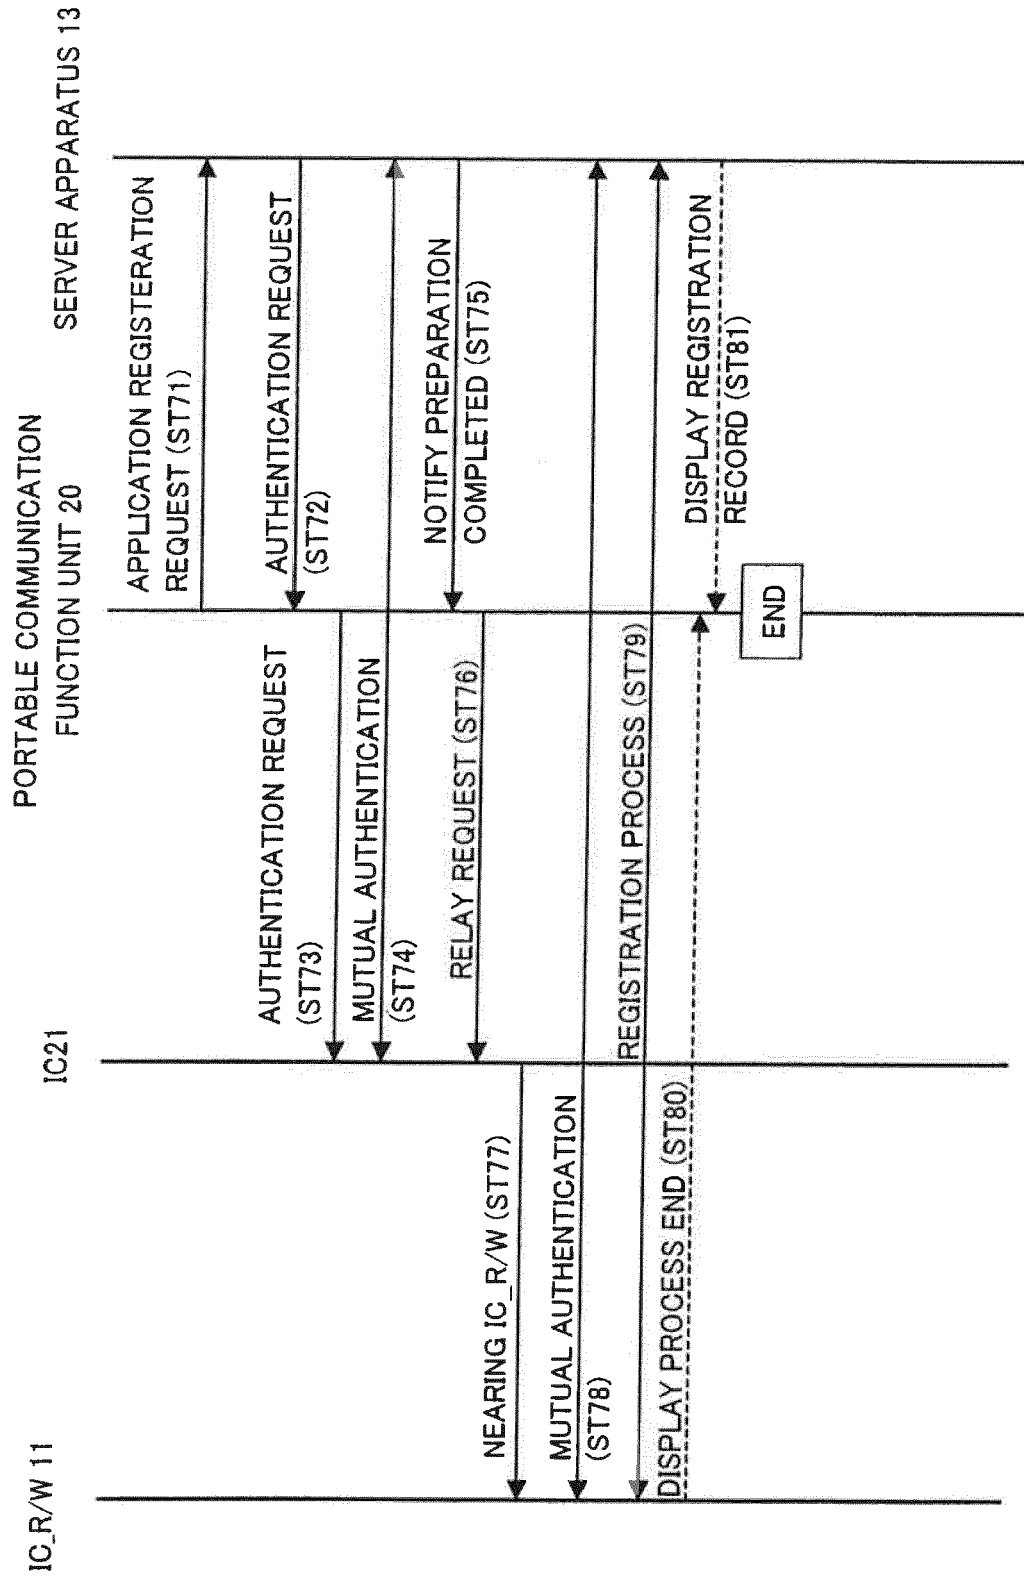 IC_R/W 11
IC21
PORTABLE COMMUNICATION
FUNCTION UNIT 20
SERVER APPARATUS 13
APPLICATION REGISTERATION
REQUEST (ST71)
AUTHENTICATION REQUEST
(ST72)
AUTHENTICATION REQUEST
(ST73)
MUTUAL AUTHENTICATION
(ST74)
NOTIFY PREPARATION
COMPLETED (ST75)
RELAY REQUEST (ST76)
NEARING IC_R/W (ST77)
MUTUAL AUTHENTICATION
(ST78)
REGISTRATION PROCESS (ST79)
DISPLAY PROCESS END (ST80)
DISPLAY REGISTRATION
RECORD (ST81)
END